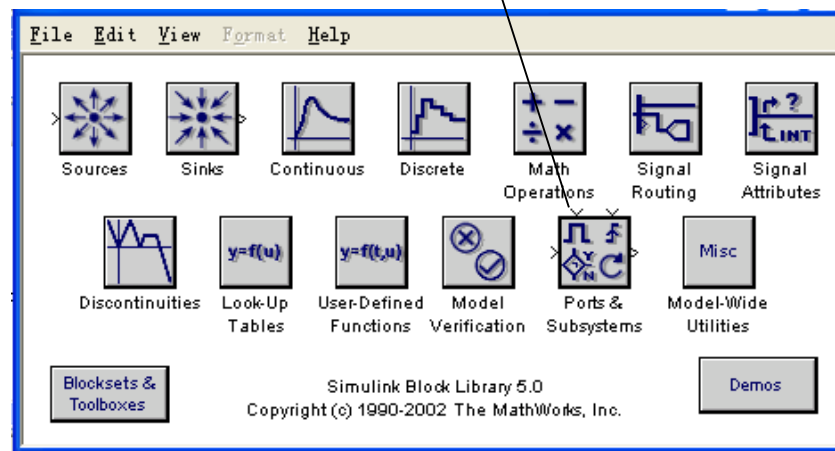 File Edit View Format Help
? INT
Sources Sinks Continuous Discrete Math Operations Signal Routing Signal Attributes
y=f(u) y=f(t,u) Y N Misc
Discontinuities Look-Up Tables User-Defined Functions Model Verification Ports & Subsystems Model-Wide Utilities
Blocksets & Toolboxes
Simulink Block Library 5.0
Copyright (c) 1990-2002 The MathWorks, Inc.
Demos